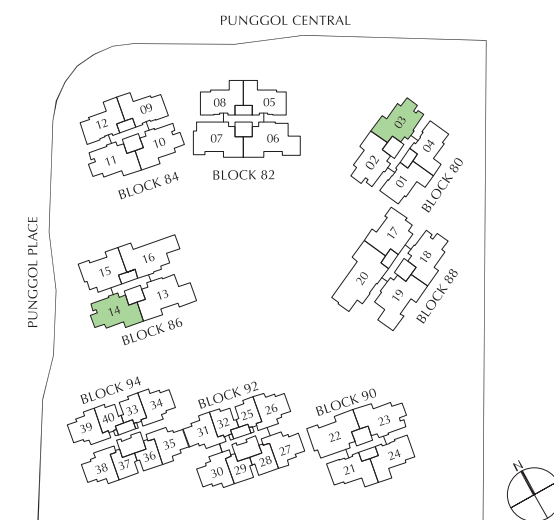 PUNGGOL CENTRAL
PUNGGOL PLACE
12 09
11 10
BLOCK 84
08 05
07 06
BLOCK 82
03
02 04
01
BLOCK 80
15 16
14 13
BLOCK 86
17
20 18
19
BLOCK 88
BLOCK 94
39 40 33 34
38 37 36 35
BLOCK 92
31 32 25 26
30 29 28 27
BLOCK 90
22 23
21 24
N